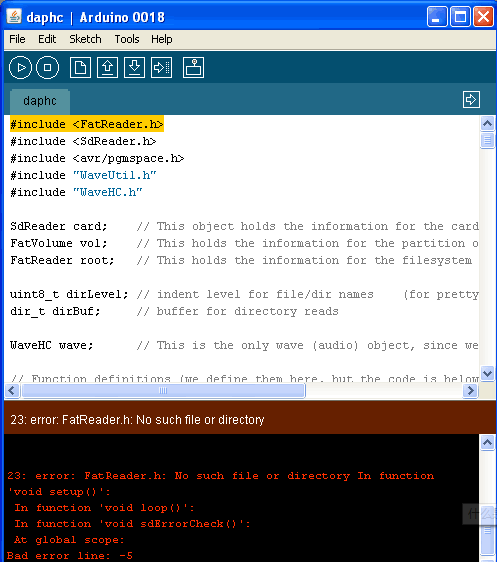 daphc | Arduino 0018
File Edit Sketch Tools Help
daphc
#include <FatReader.h>
#include <SdReader.h>
#include <avr/pgmspace.h>
#include "WaveUtil.h"
#include "WaveHC.h"
SdReader card; // This object holds the information for the card
FatVolume vol; // This holds the information for the partition o
FatReader root; // This holds the information for the filesystem
uint8_t dirLevel; // indent level for file/dir names (for pretty
dir_t dirBuf; // buffer for directory reads
WaveHC wave; // This is the only wave (audio) object, since we
// Function definitions (we define them here, but the code is below
23: error: FatReader.h: No such file or directory
23: error: FatReader.h: No such file or directory In function
'void setup()':
In function 'void loop()':
In function 'void sdErrorCheck()':
At global scope:
Bad error line: -5